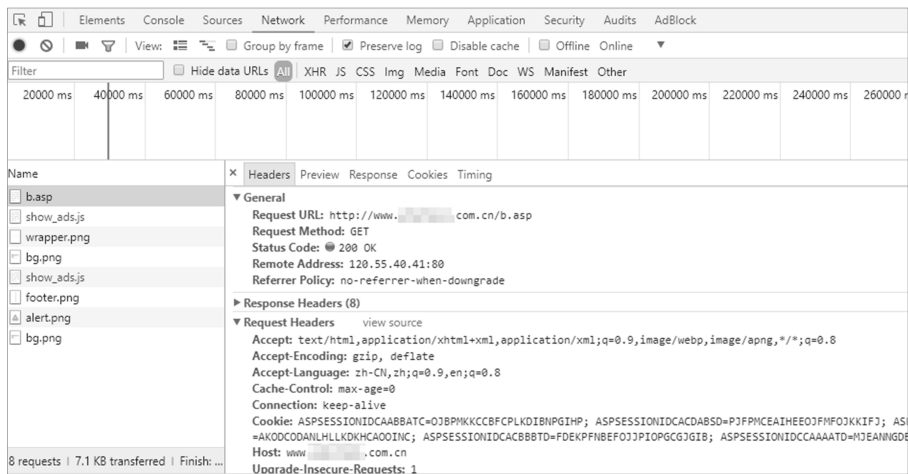 Elements Console Sources Network Performance Memory Application Security Audits AdBlock
View: Group by frame Preserve log Disable cache Offline Online
Filter Hide data URLs All XHR JS CSS Img Media Font Doc WS Manifest Other
20000 ms 40000 ms 60000 ms 80000 ms 100000 ms 120000 ms 140000 ms 160000 ms 180000 ms 200000 ms 220000 ms 240000 ms 260000
Name × Headers Preview Response Cookies Timing
b.asp
show_ads.js
wrapper.png
bg.png
show_ads.js
footer.png
alert.png
bg.png
General
Request URL: http://www. com.cn/b.asp
Request Method: GET
Status Code: 200 OK
Remote Address: 120.55.40.41:80
Referrer Policy: no-referrer-when-downgrade
Response Headers (8)
Request Headers view source
Accept: text/html,application/xhtml+xml,application/xml;q=0.9,image/webp,image/apng,*/*;q=0.8
Accept-Encoding: gzip, deflate
Accept-Language: zh-CN,zh;q=0.9,en;q=0.8
Cache-Control: max-age=0
Connection: keep-alive
Cookie: ASPSESSIONIDCAABBATC=OJBPMKKCCBFCPLKDIBNPGIHP; ASPSESSIONIDCACDABSD=PJFPMCEAIHEEOJFMFOJKKIFJ; AS
=AKODCODANLHLLKDKHCAOOINC; ASPSESSIONIDCACBBBTD=FDEKPFNBEFOJJPIOPGCGJGIB; ASPSESSIONIDCCAAAATD=MJEANNGDE
Host: www .com.cn
Upgrade-Insecure-Requests: 1
8 requests | 7.1 KB transferred | Finish: ...